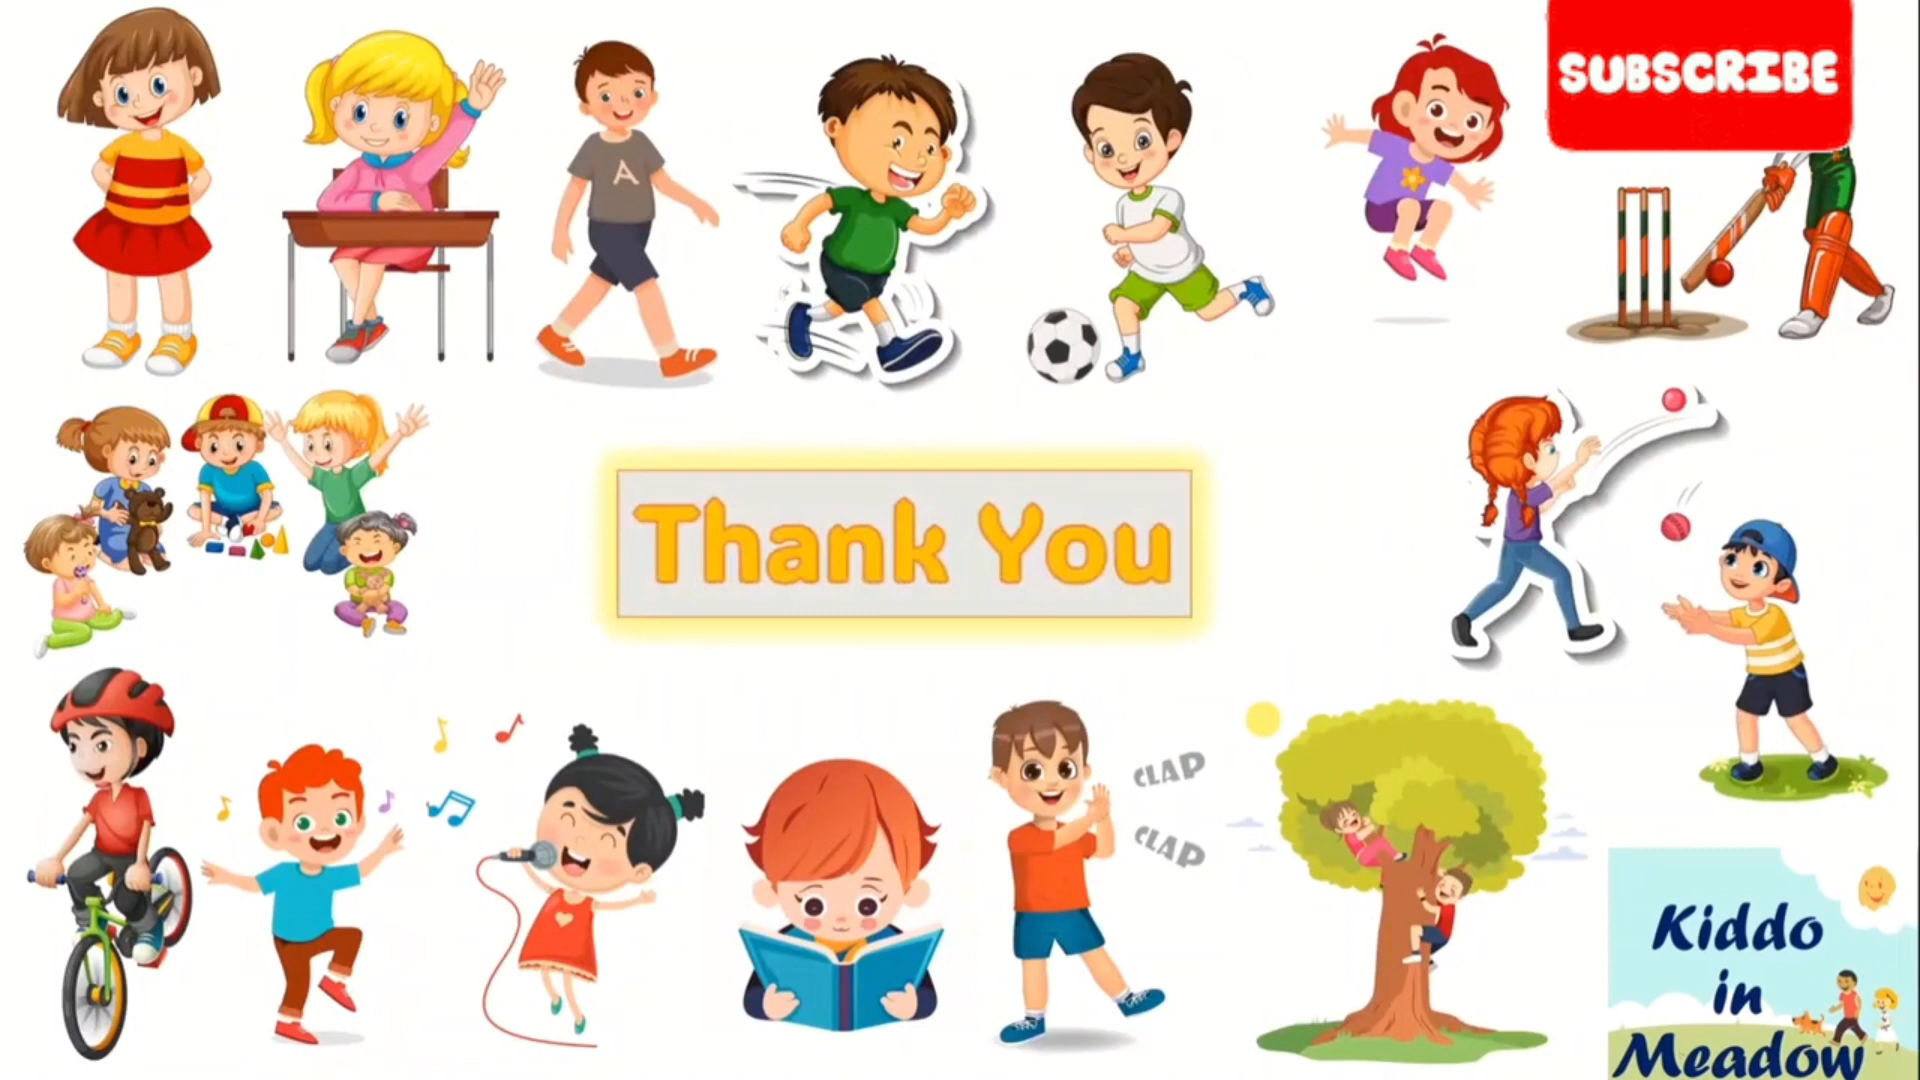 SUBSCRIBE
A
Thank You
CLAP
CLAP
Kiddo
in
Meadow